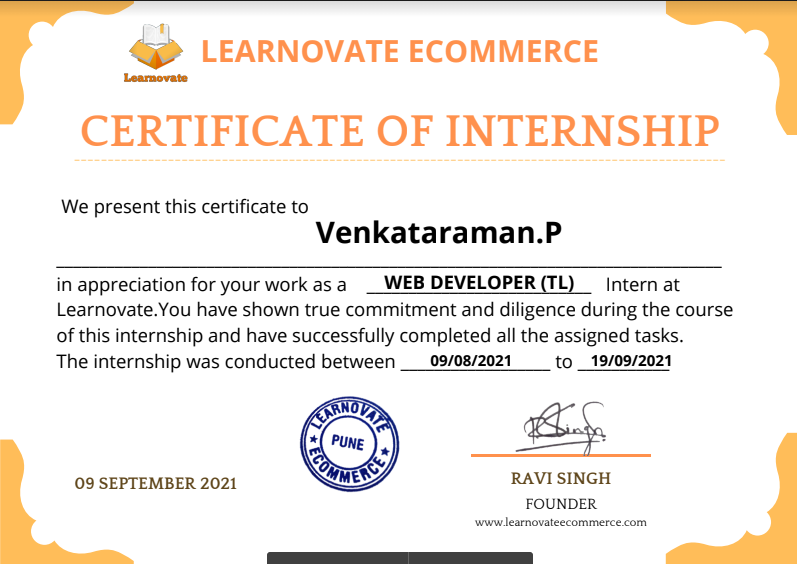 Learnovate
LEARNOVATE ECOMMERCE
CERTIFICATE OF INTERNSHIP
We present this certificate to
Venkataraman.P
in appreciation for your work as a WEB DEVELOPER (TL) Intern at
Learnovate.You have shown true commitment and diligence during the course
of this internship and have successfully completed all the assigned tasks.
The internship was conducted between 09/08/2021 to 19/09/2021
LEARNOVATE
PUNE
ECOMMERCE
RSingh
09 SEPTEMBER 2021
RAVI SINGH
FOUNDER
www.learnovateecommerce.com